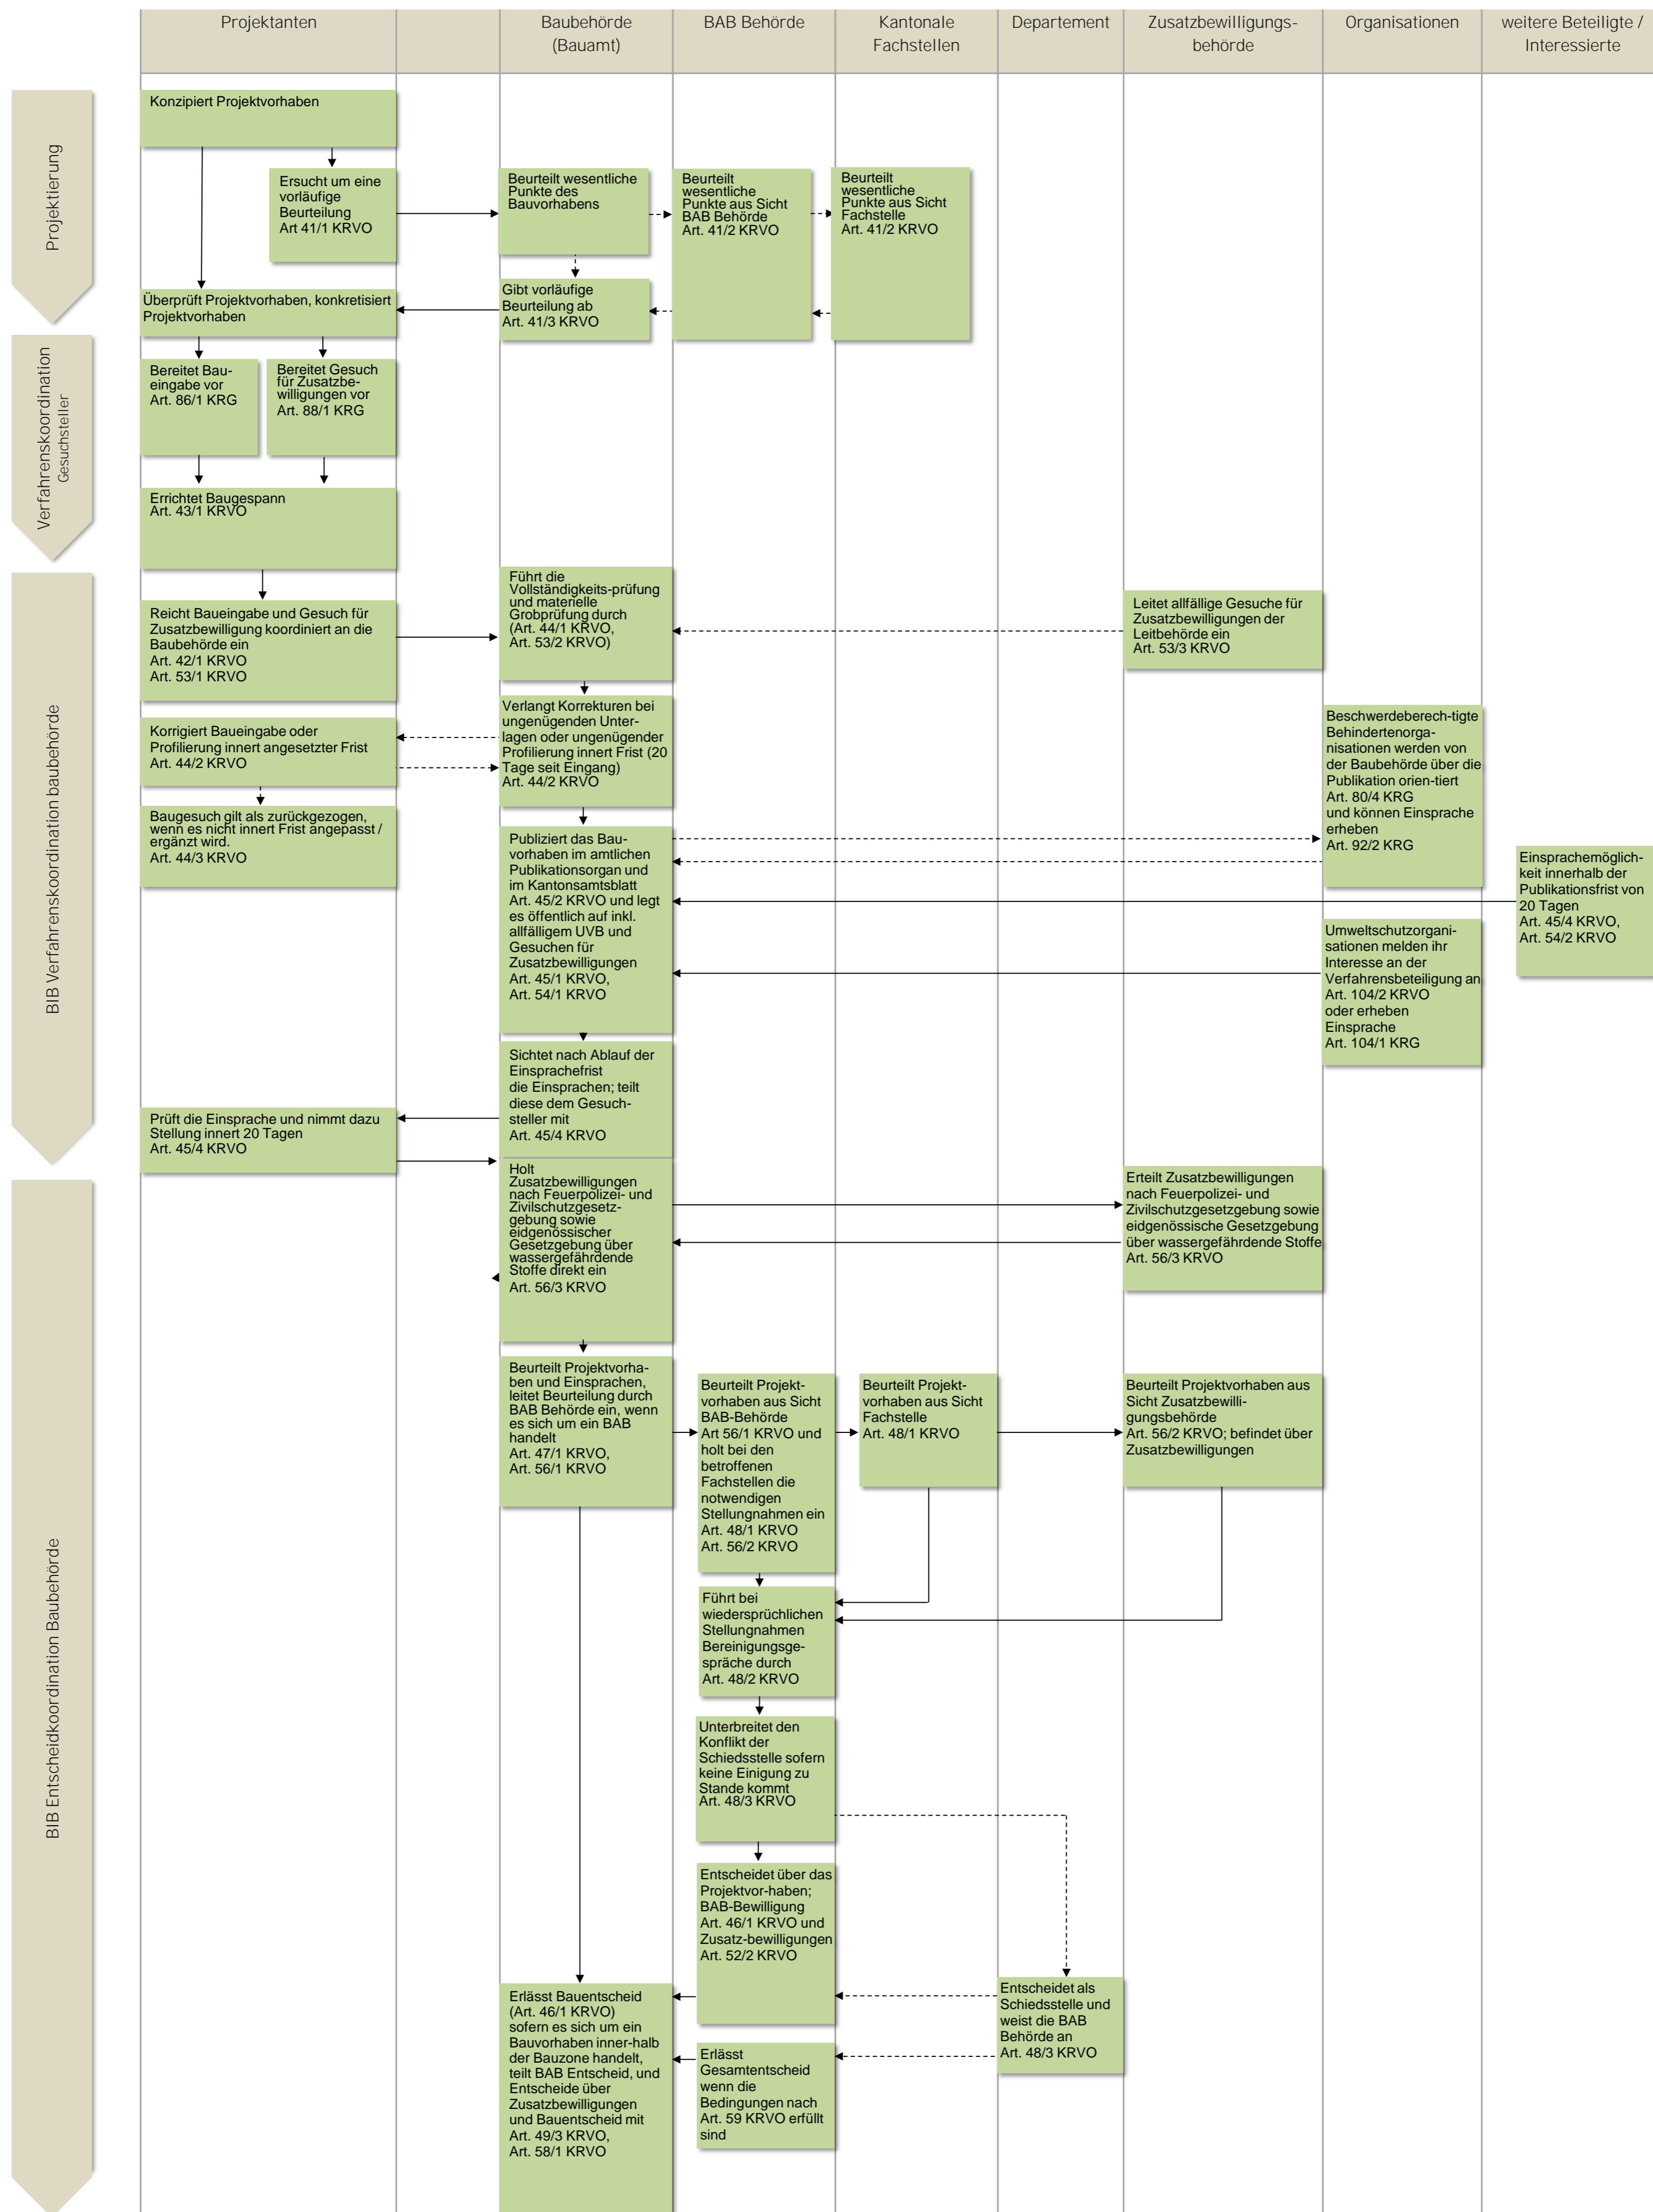 Projektanten
Baubehörde
(Bauamt)
BAB Behörde
Kantonale
Fachstellen
Departement
Zusatzbewilligungs-
behörde
Organisationen
weitere Beteiligte /
Interessierte
Projektierung
Konzipiert Projektvorhaben
Ersucht um eine
vorläufige
Beurteilung
Art 41/1 KRVO
Beurteilt wesentliche
Punkte des
Bauvorhabens
Beurteilt
wesentliche
Punkte aus Sicht
BAB Behörde
Art. 41/2 KRVO
Beurteilt
wesentliche
Punkte aus Sicht
Fachstelle
Art. 41/2 KRVO
Gibt vorläufige
Beurteilung ab
Art. 41/3 KRVO
Überprüft Projektvorhaben, konkretisiert
Projektvorhaben
Verfahrenskoordination
Gesuchsteller
Bereitet Bau-
eingabe vor
Art. 86/1 KRG
Bereitet Gesuch
für Zusatzbe-
willigungen vor
Art. 88/1 KRG
Errichtet Baugespann
Art. 43/1 KRVO
BIB Verfahrenskoordination baubehörde
Reicht Baueingabe und Gesuch für
Zusatzbewilligung koordiniert an die
Baubehörde ein
Art. 42/1 KRVO
Art. 53/1 KRVO
Führt die
Vollständigkeits-prüfung
und materielle
Grobprüfung durch
(Art. 44/1 KRVO,
Art. 53/2 KRVO)
Leitet allfällige Gesuche für
Zusatzbewilligungen der
Leitbehörde ein
Art. 53/3 KRVO
Verlangt Korrekturen bei
ungenügenden Unter-
lagen oder ungenügender
Profilierung innert Frist (20
Tage seit Eingang)
Art. 44/2 KRVO
Korrigiert Baueingabe oder
Profilierung innert angesetzter Frist
Art. 44/2 KRVO
Baugesuch gilt als zurückgezogen,
wenn es nicht innert Frist angepasst /
ergänzt wird.
Art. 44/3 KRVO
Publiziert das Bau-
vorhaben im amtlichen
Publikationsorgan und
im Kantonsamtsblatt
Art. 45/2 KRVO und legt
es öffentlich auf inkl.
allfälligem UVB und
Gesuchen für
Zusatzbewilligungen
Art. 45/1 KRVO,
Art. 54/1 KRVO
Beschwerdeberech-tigte
Behindertenorga-
nisationen werden von
der Baubehörde über die
Publikation orien-tiert
Art. 80/4 KRG
und können Einsprache
erheben
Art. 92/2 KRG
Einsprachemöglich-
keit innerhalb der
Publikationsfrist von
20 Tagen
Art. 45/4 KRVO,
Art. 54/2 KRVO
Umweltschutzorgani-
sationen melden ihr
Interesse an der
Verfahrensbeteiligung an
Art. 104/2 KRVO
oder erheben
Einsprache
Art. 104/1 KRG
Sichtet nach Ablauf der
Einsprachefrist
die Einsprachen; teilt
diese dem Gesuch-
steller mit
Art. 45/4 KRVO
Prüft die Einsprache und nimmt dazu
Stellung innert 20 Tagen
Art. 45/4 KRVO
BIB Entscheidkoordination Baubehörde
Holt
Zusatzbewilligungen
nach Feuerpolizei- und
Zivilschutzgesetz-
gebung sowie
eidgenössischer
Gesetzgebung über
wassergefährdende
Stoffe direkt ein
Art. 56/3 KRVO
Erteilt Zusatzbewilligungen
nach Feuerpolizei- und
Zivilschutzgesetzgebung sowie
eidgenössische Gesetzgebung
über wassergefährdende Stoffe
Art. 56/3 KRVO
Beurteilt Projektvorha-
ben und Einsprachen,
leitet Beurteilung durch
BAB Behörde ein, wenn
es sich um ein BAB
handelt
Art. 47/1 KRVO,
Art. 56/1 KRVO
Beurteilt Projekt-
vorhaben aus Sicht
BAB-Behörde
Art 56/1 KRVO und
holt bei den
betroffenen
Fachstellen die
notwendigen
Stellungnahmen ein
Art. 48/1 KRVO
Art. 56/2 KRVO
Beurteilt Projekt-
vorhaben aus Sicht
Fachstelle
Art. 48/1 KRVO
Beurteilt Projektvorhaben aus
Sicht Zusatzbewilli-
gungsbehörde
Art. 56/2 KRVO; befindet über
Zusatzbewilligungen
Führt bei
wiedersprüchlichen
Stellungnahmen
Bereinigungsge-
spräche durch
Art. 48/2 KRVO
Unterbreitet den
Konflikt der
Schiedsstelle sofern
keine Einigung zu
Stande kommt
Art. 48/3 KRVO
Entscheidet über das
Projektvor-haben;
BAB-Bewilligung
Art. 46/1 KRVO und
Zusatz-bewilligungen
Art. 52/2 KRVO
Entscheidet als
Schiedsstelle und
weist die BAB
Behörde an
Art. 48/3 KRVO
Erlässt Bauentscheid
(Art. 46/1 KRVO)
sofern es sich um ein
Bauvorhaben inner-halb
der Bauzone handelt,
teilt BAB Entscheid, und
Entscheide über
Zusatzbewilligungen
und Bauentscheid mit
Art. 49/3 KRVO,
Art. 58/1 KRVO
Erlässt
Gesamtentscheid
wenn die
Bedingungen nach
Art. 59 KRVO erfüllt
sind